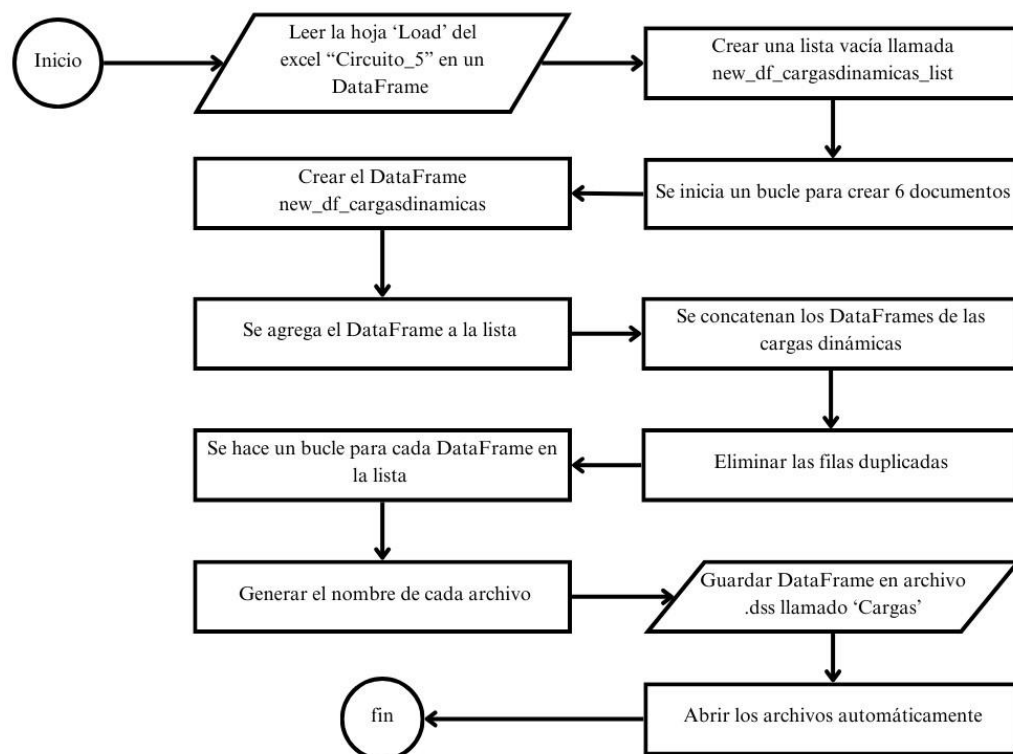 Inicio
Leer la hoja ‘Load’ del
excel “Circuito_5” en un
DataFrame
Crear una lista vacía llamada
new_df_cargasdinamicas_list
Se inicia un bucle para crear 6 documentos
Crear el DataFrame
new_df_cargasdinamicas
Se agrega el DataFrame a la lista
Se concatenan los DataFrames de las
cargas dinámicas
Eliminar las filas duplicadas
Se hace un bucle para cada DataFrame en
la lista
Generar el nombre de cada archivo
Guardar DataFrame en archivo
.dss llamado ‘Cargas’
Abrir los archivos automáticamente
fin